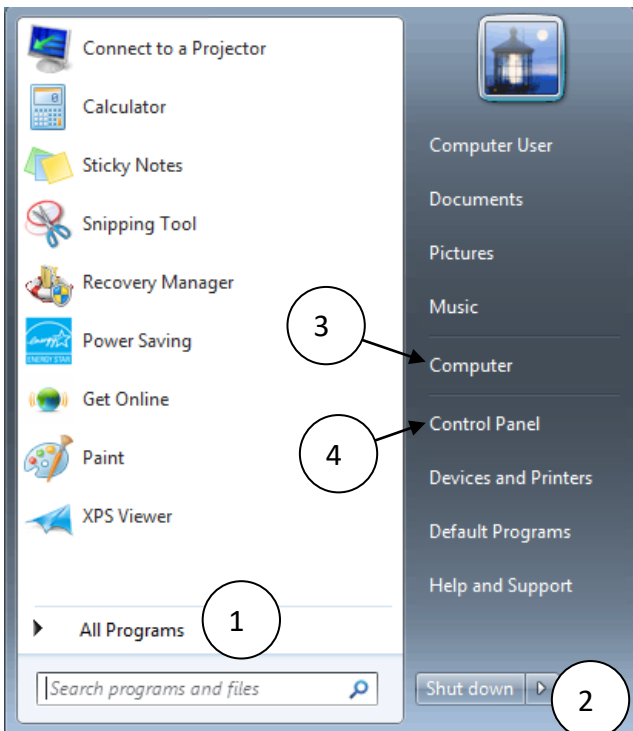 Connect to a Projector
Calculator
Sticky Notes
Snipping Tool
Recovery Manager
Power Saving
Get Online
Paint
XPS Viewer
All Programs
1
Search programs and files
Computer User
Documents
Pictures
Music
3
Computer
4
Control Panel
Devices and Printers
Default Programs
Help and Support
Shut down
2